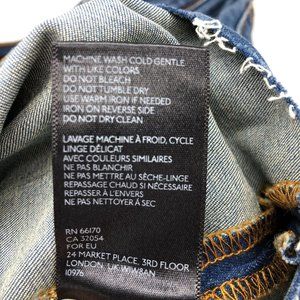 MACHINE WASH COLD GENTLE
WITH LIKE COLORS
DO NOT BLEACH
DO NOT TUMBLE DRY
USE WARM IRON IF NEEDED
IRON ON REVERSE SIDE
DO NOT DRY CLEAN
LAVAGE MACHINE À FROID, CYCLE
LINGE DÉLICAT
AVEC COULEURS SIMILAIRES
NE PAS BLANCHIR
NE PAS METTRE AU SÈCHE-LINGE
REPASSAGE CHAUD SI NÉCESSAIRE
REPASSER À L'ENVERS
NE PAS NETTOYER À SEC
RN 66170
CA 32054
FOR EU
24 MARKET PLACE, 3RD FLOOR
LONDON, UK W1W 8AN
10976